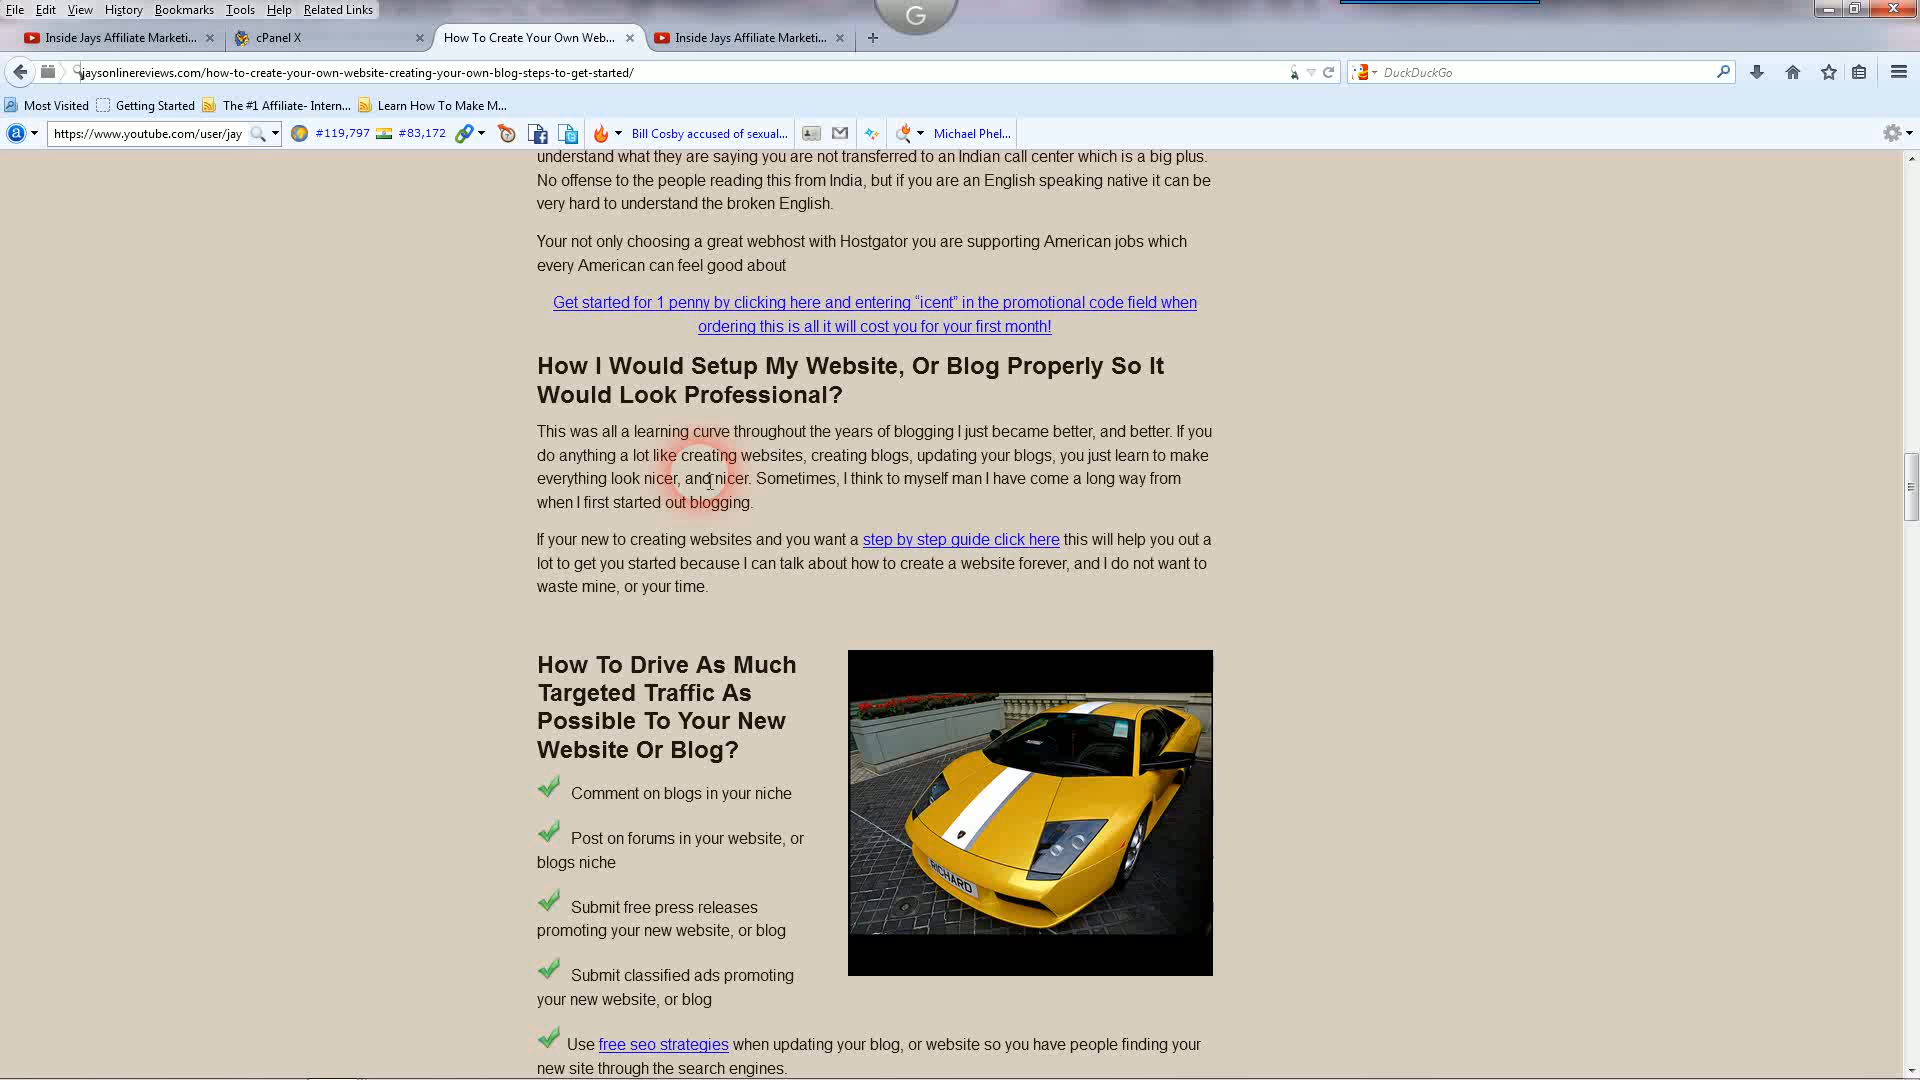 File Edit View History Bookmarks Tools Help Related Links
G
Inside Jays Affiliate Marketi...
cPanel X
How To Create Your Own Web...
Inside Jays Affiliate Marketi...
jaysonlinereviews.com/how-to-create-your-own-website-creating-your-own-blog-steps-to-get-started/
DuckDuckGo
Most Visited Getting Started The #1 Affiliate- Intern... Learn How To Make M...
a https://www.youtube.com/user/jay #119,797 #83,172 Bill Cosby accused of sexual... Michael Phel...
understand what they are saying you are not transferred to an Indian call center which is a big plus.
No offense to the people reading this from India, but if you are an English speaking native it can be
very hard to understand the broken English.
Your not only choosing a great webhost with Hostgator you are supporting American jobs which
every American can feel good about
Get started for 1 penny by clicking here and entering “icent” in the promotional code field when
ordering this is all it will cost you for your first month!
How I Would Setup My Website, Or Blog Properly So It
Would Look Professional?
This was all a learning curve throughout the years of blogging I just became better, and better. If you
do anything a lot like creating websites, creating blogs, updating your blogs, you just learn to make
everything look nicer, and nicer. Sometimes, I think to myself man I have come a long way from
when I first started out blogging.
If your new to creating websites and you want a step by step guide click here this will help you out a
lot to get you started because I can talk about how to create a website forever, and I do not want to
waste mine, or your time.
How To Drive As Much
Targeted Traffic As
Possible To Your New
Website Or Blog?
Comment on blogs in your niche
Post on forums in your website, or
blogs niche
Submit free press releases
promoting your new website, or blog
Submit classified ads promoting
your new website, or blog
Use free seo strategies when updating your blog, or website so you have people finding your
new site through the search engines.
RICHARD